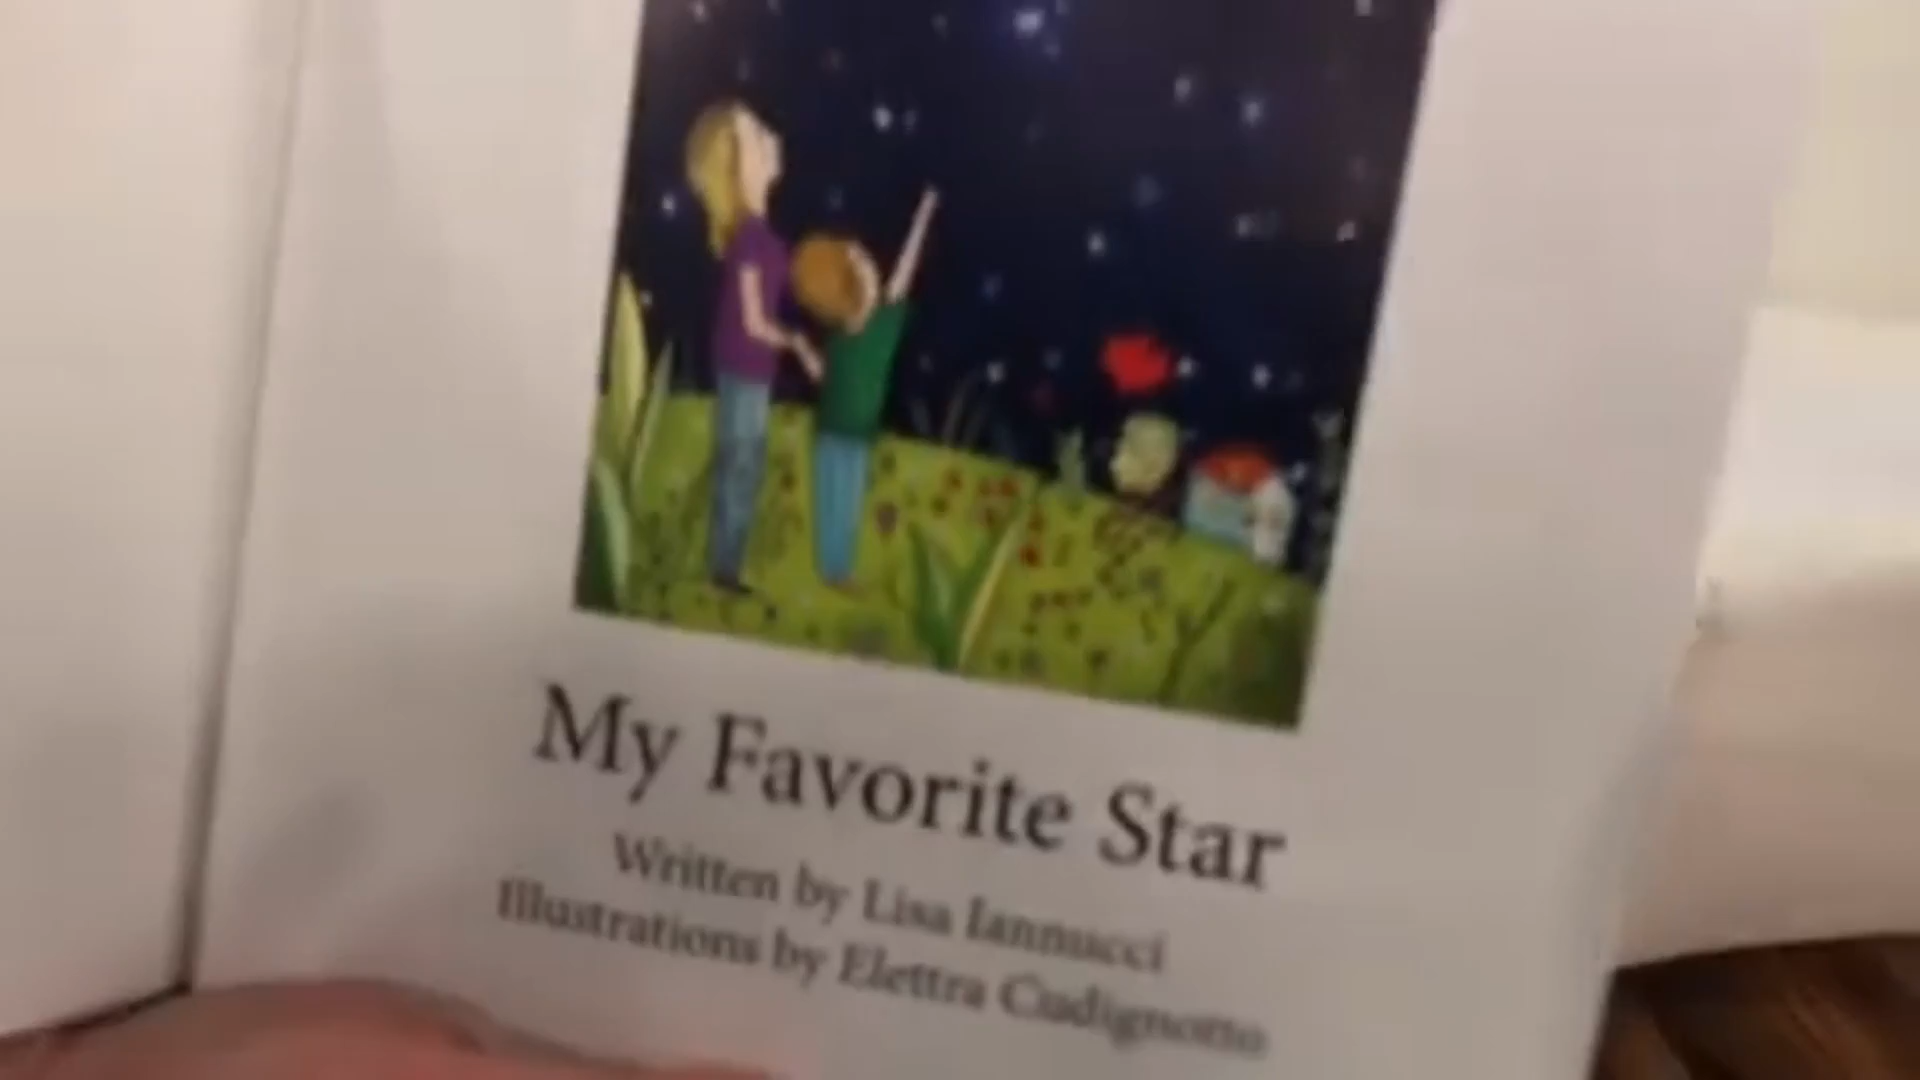 My Favorite Star
Written by Lisa Iannucci
Illustrations by Elettra Cudignotto